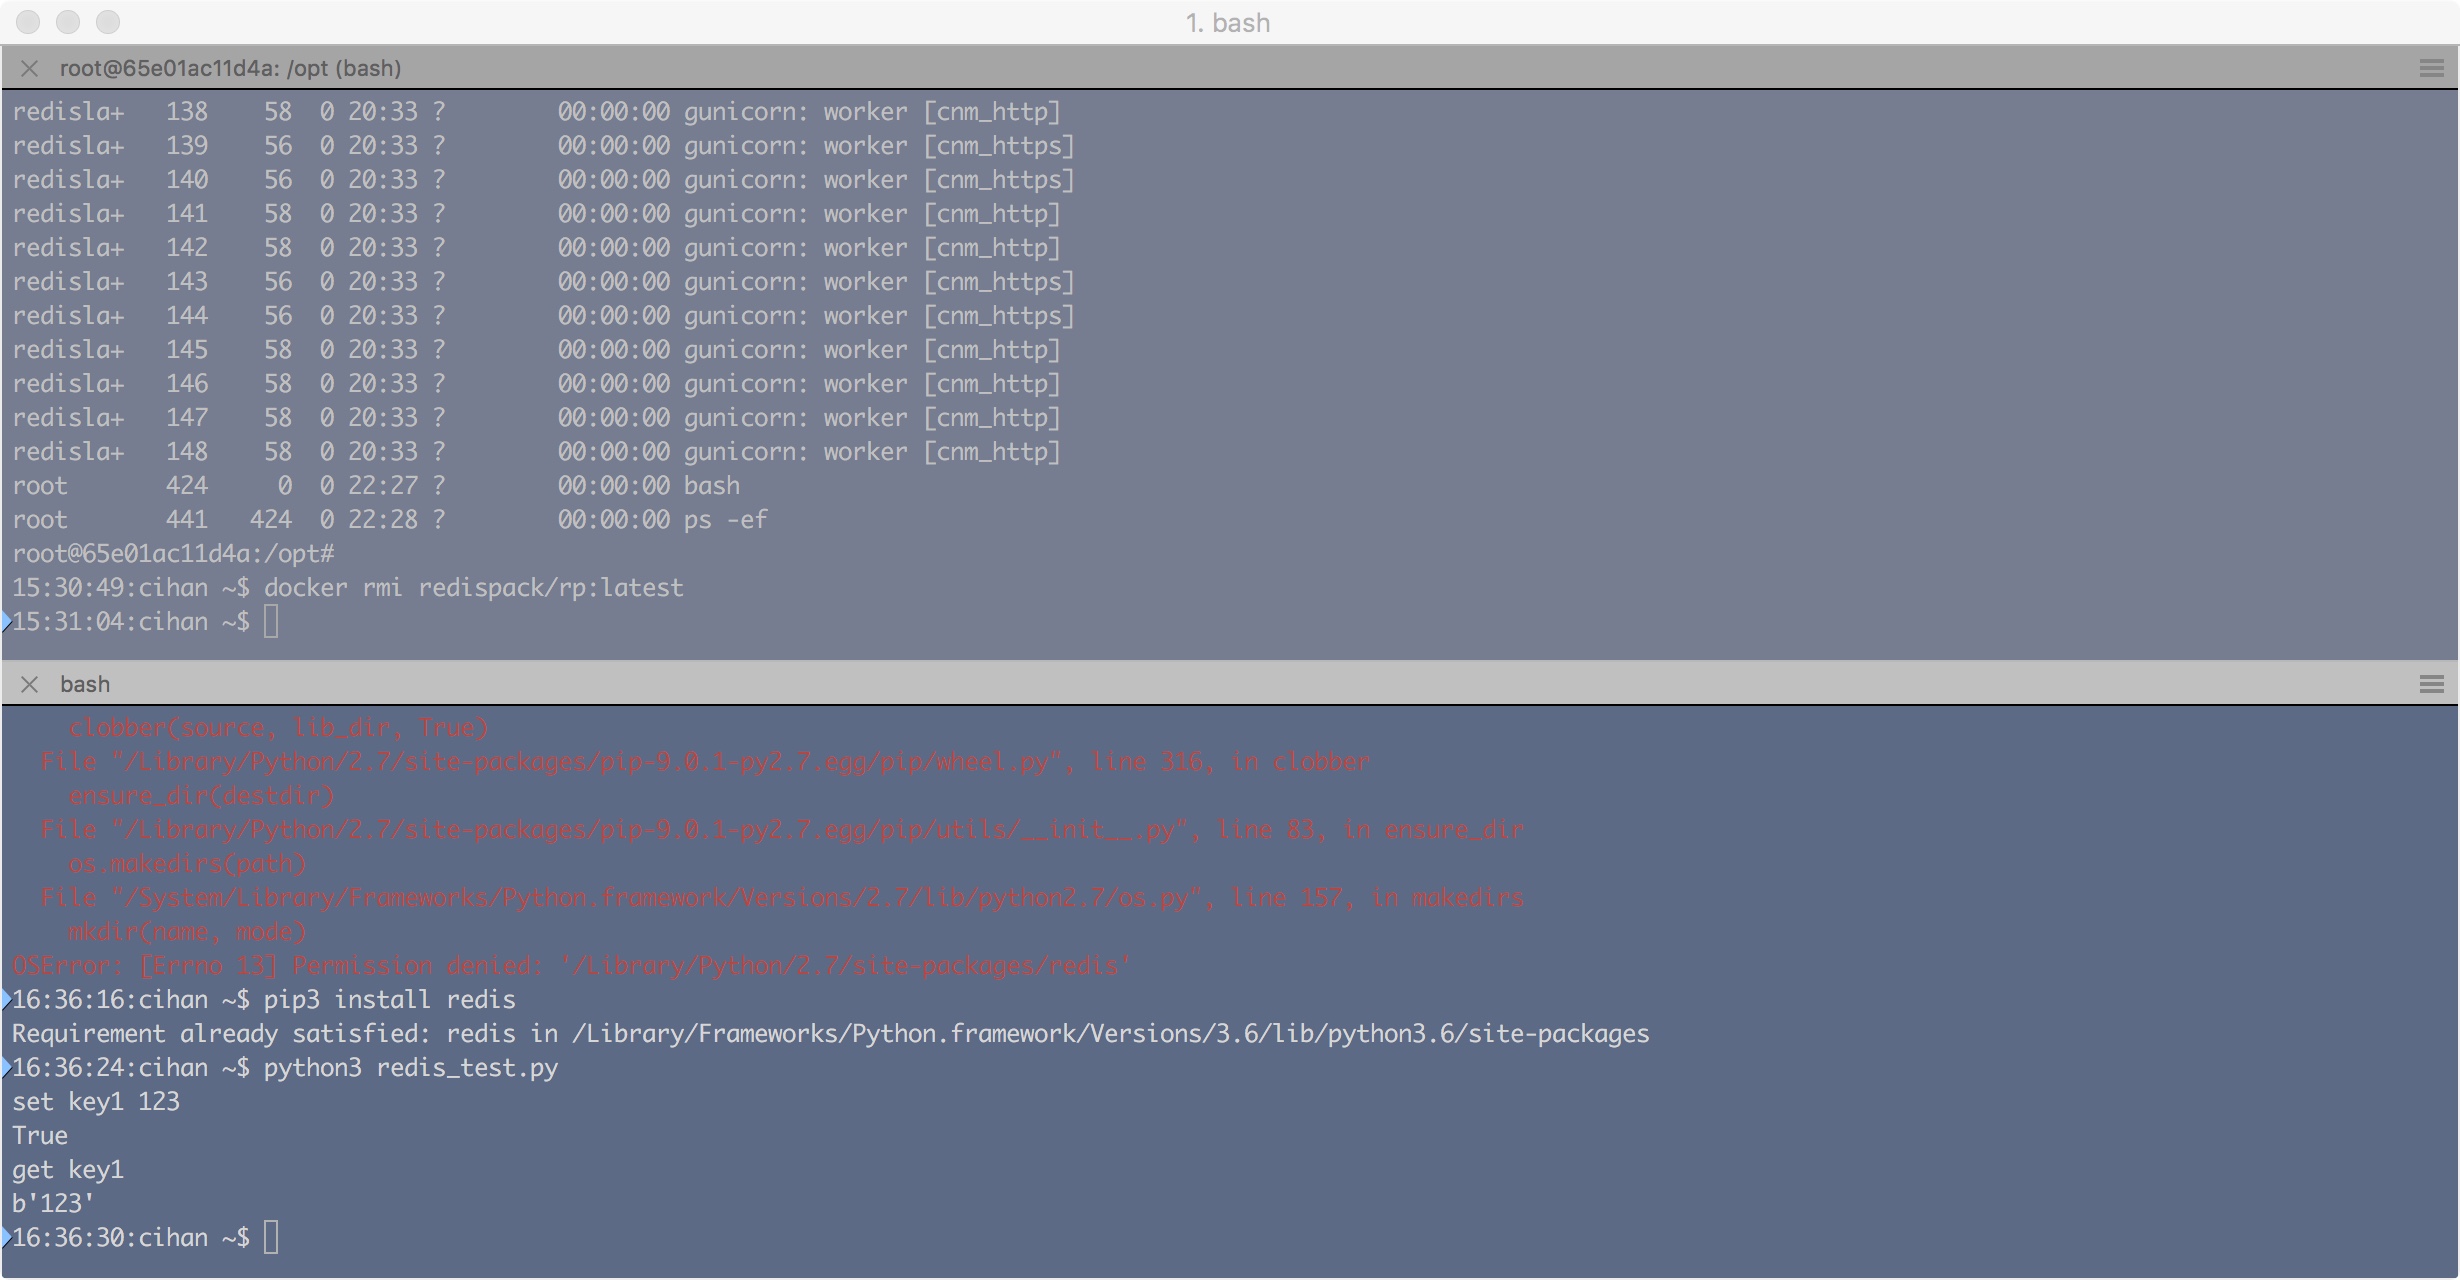 1. bash
root@65e01ac11d4a: /opt (bash)
redisla+   138    58  0 20:33 ?        00:00:00 gunicorn: worker [cnm_http]
redisla+   139    56  0 20:33 ?        00:00:00 gunicorn: worker [cnm_https]
redisla+   140    56  0 20:33 ?        00:00:00 gunicorn: worker [cnm_https]
redisla+   141    58  0 20:33 ?        00:00:00 gunicorn: worker [cnm_http]
redisla+   142    58  0 20:33 ?        00:00:00 gunicorn: worker [cnm_http]
redisla+   143    56  0 20:33 ?        00:00:00 gunicorn: worker [cnm_https]
redisla+   144    56  0 20:33 ?        00:00:00 gunicorn: worker [cnm_https]
redisla+   145    58  0 20:33 ?        00:00:00 gunicorn: worker [cnm_http]
redisla+   146    58  0 20:33 ?        00:00:00 gunicorn: worker [cnm_http]
redisla+   147    58  0 20:33 ?        00:00:00 gunicorn: worker [cnm_http]
redisla+   148    58  0 20:33 ?        00:00:00 gunicorn: worker [cnm_http]
root       424     0  0 22:27 ?        00:00:00 bash
root       441   424  0 22:28 ?        00:00:00 ps -ef
root@65e01ac11d4a:/opt#
15:30:49:cihan ~$ docker rmi redispack/rp:latest
15:31:04:cihan ~$
bash
    clobber(source, lib_dir, True)
  File "/Library/Python/2.7/site-packages/pip-9.0.1-py2.7.egg/pip/wheel.py", line 316, in clobber
    ensure_dir(destdir)
  File "/Library/Python/2.7/site-packages/pip-9.0.1-py2.7.egg/pip/utils/__init__.py", line 83, in ensure_dir
    os.makedirs(path)
  File "/System/Library/Frameworks/Python.framework/Versions/2.7/lib/python2.7/os.py", line 157, in makedirs
    mkdir(name, mode)
OSError: [Errno 13] Permission denied: '/Library/Python/2.7/site-packages/redis'
16:36:16:cihan ~$ pip3 install redis
Requirement already satisfied: redis in /Library/Frameworks/Python.framework/Versions/3.6/lib/python3.6/site-packages
16:36:24:cihan ~$ python3 redis_test.py
set key1 123
True
get key1
b'123'
16:36:30:cihan ~$